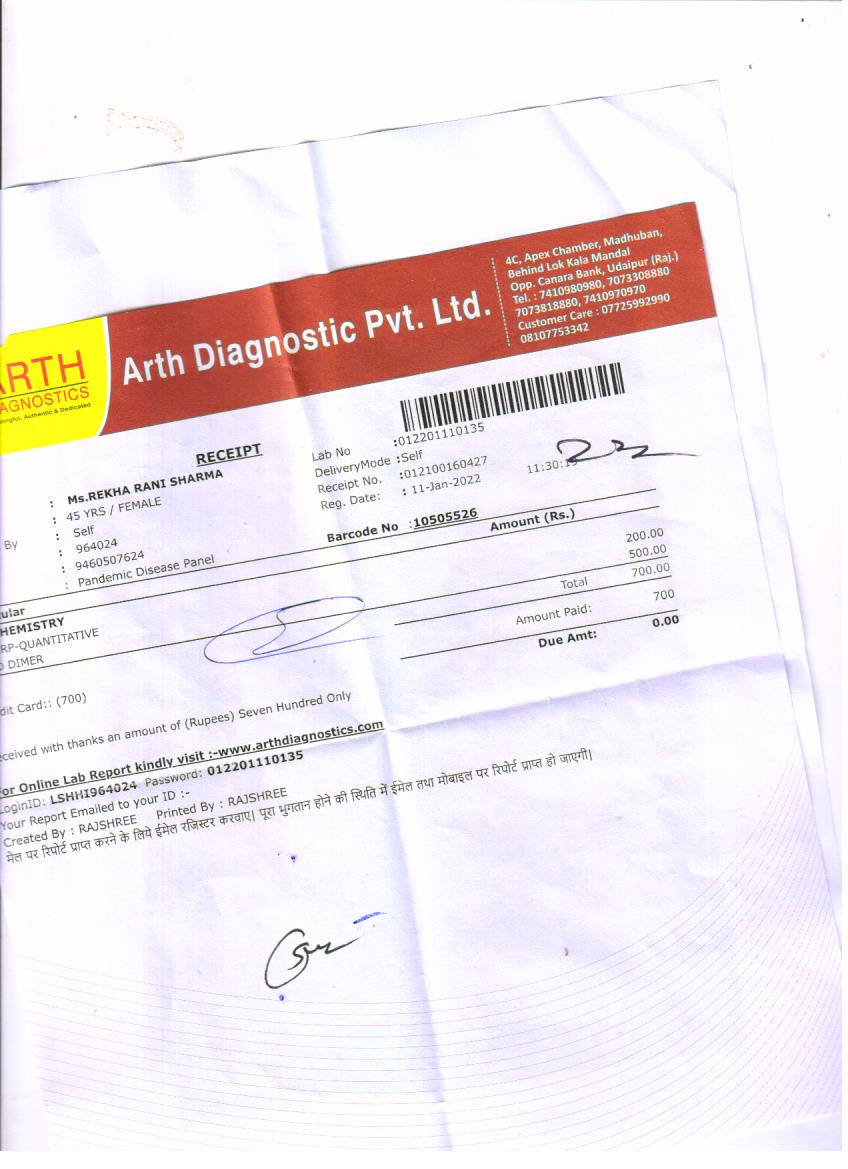 ARTH
AGNOSTICS
Authentic & Dedicated
Arth Diagnostic Pvt. Ltd.
4C, Apex Chamber, Madhuban,
Behind Lok Kala Mandal
Opp. Canara Bank, Udaipur (Raj.)
Tel. : 7410980980, 7073308880
7073818880, 7410970970
Customer Care : 07725992990
08107753342
RECEIPT
: Ms.REKHA RANI SHARMA
: 45 YRS / FEMALE
: Self
By : 964024
: 9460507624
: Pandemic Disease Panel
Lab No :012201110135
DeliveryMode :Self
Receipt No. :012100160427
Reg. Date: : 11-Jan-2022 11:30:
Barcode No :10505526
cular Amount (Rs.)
HEMISTRY
RP-QUANTITATIVE 200.00
D DIMER 500.00
Total 700.00
Amount Paid: 700
Due Amt: 0.00
dit Card:: (700)
eceived with thanks an amount of (Rupees) Seven Hundred Only
For Online Lab Report kindly visit :-www.arthdiagnostics.com
LoginID: LSHHI964024 Password: 012201110135
Your Report Emailed to your ID :-
Created By : RAJSHREE Printed By : RAJSHREE
मेल पर रिपोर्ट प्राप्त करने के लिये ईमेल रजिस्टर करवाए| पूरा भुगतान होने की स्थिति में ईमेल तथा मोबाइल पर रिपोर्ट प्राप्त हो जाएगी|